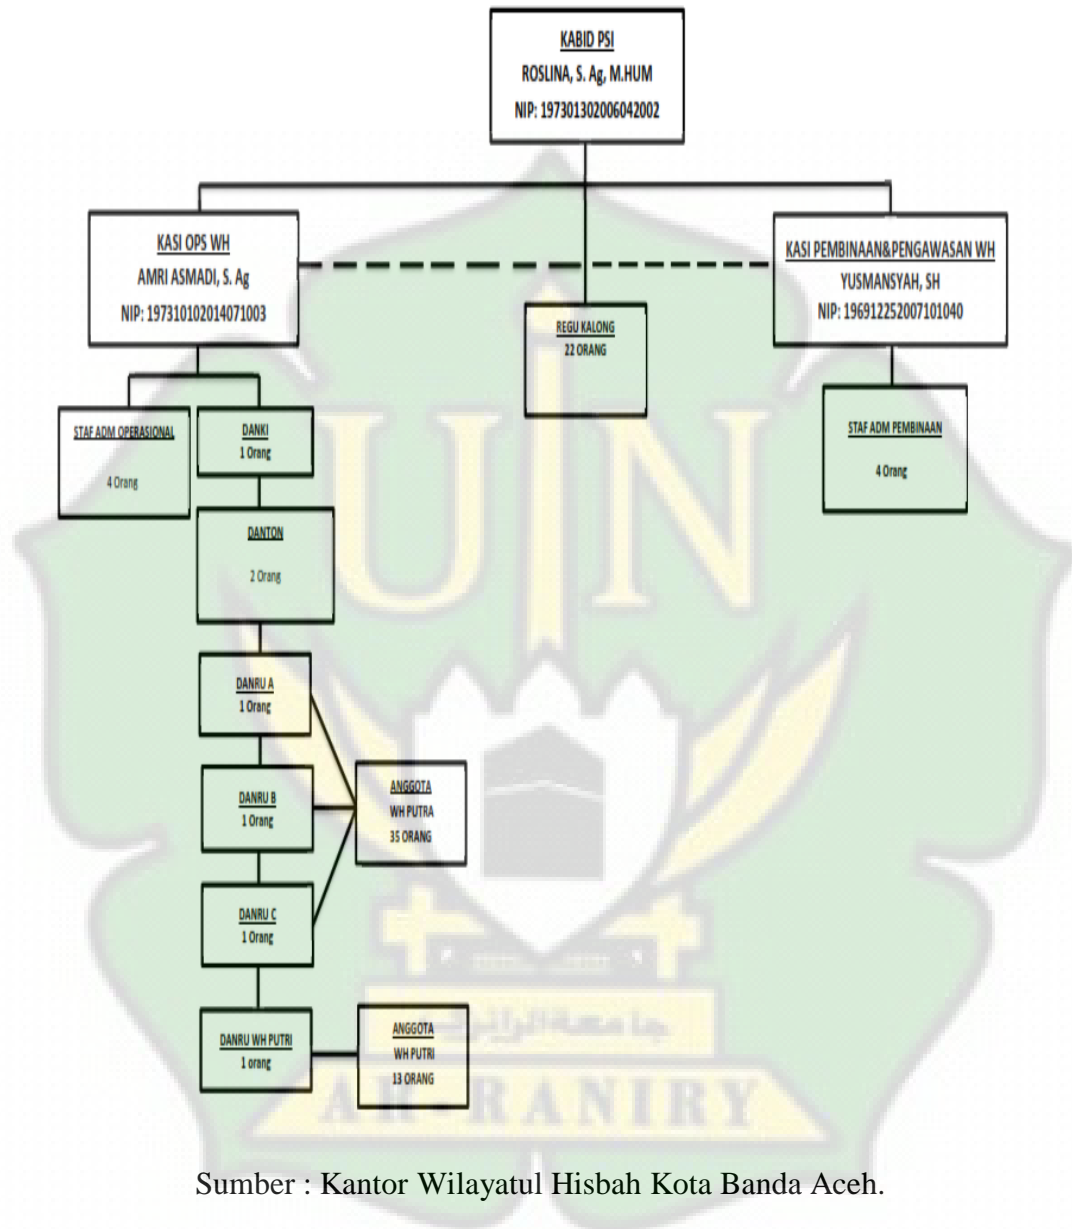 KABID PSI
ROSLINA, S. Ag, M.HUM
NIP: 197301302006042002
KASI OPS WH
AMRI ASMADI, S. Ag
NIP: 197310102014071003
KASI PEMBINAAN&PENGAWASAN WH
YUSMANSYAH, SH
NIP: 196912252007101040
REGU KALONG
22 ORANG
STAF ADM OPERASIONAL
4 Orang
DANKI
1 Orang
STAF ADM PEMBINAAN
4 Orang
DANTON
2 Orang
DANRU A
1 Orang
DANRU B
1 Orang
ANGGOTA
WH PUTRA
35 ORANG
DANRU C
1 Orang
DANRU WH PUTRI
1 orang
ANGGOTA
WH PUTRI
13 ORANG
UIN
جامعة الرانري
AR-RANIRY
Sumber : Kantor Wilayatul Hisbah Kota Banda Aceh.